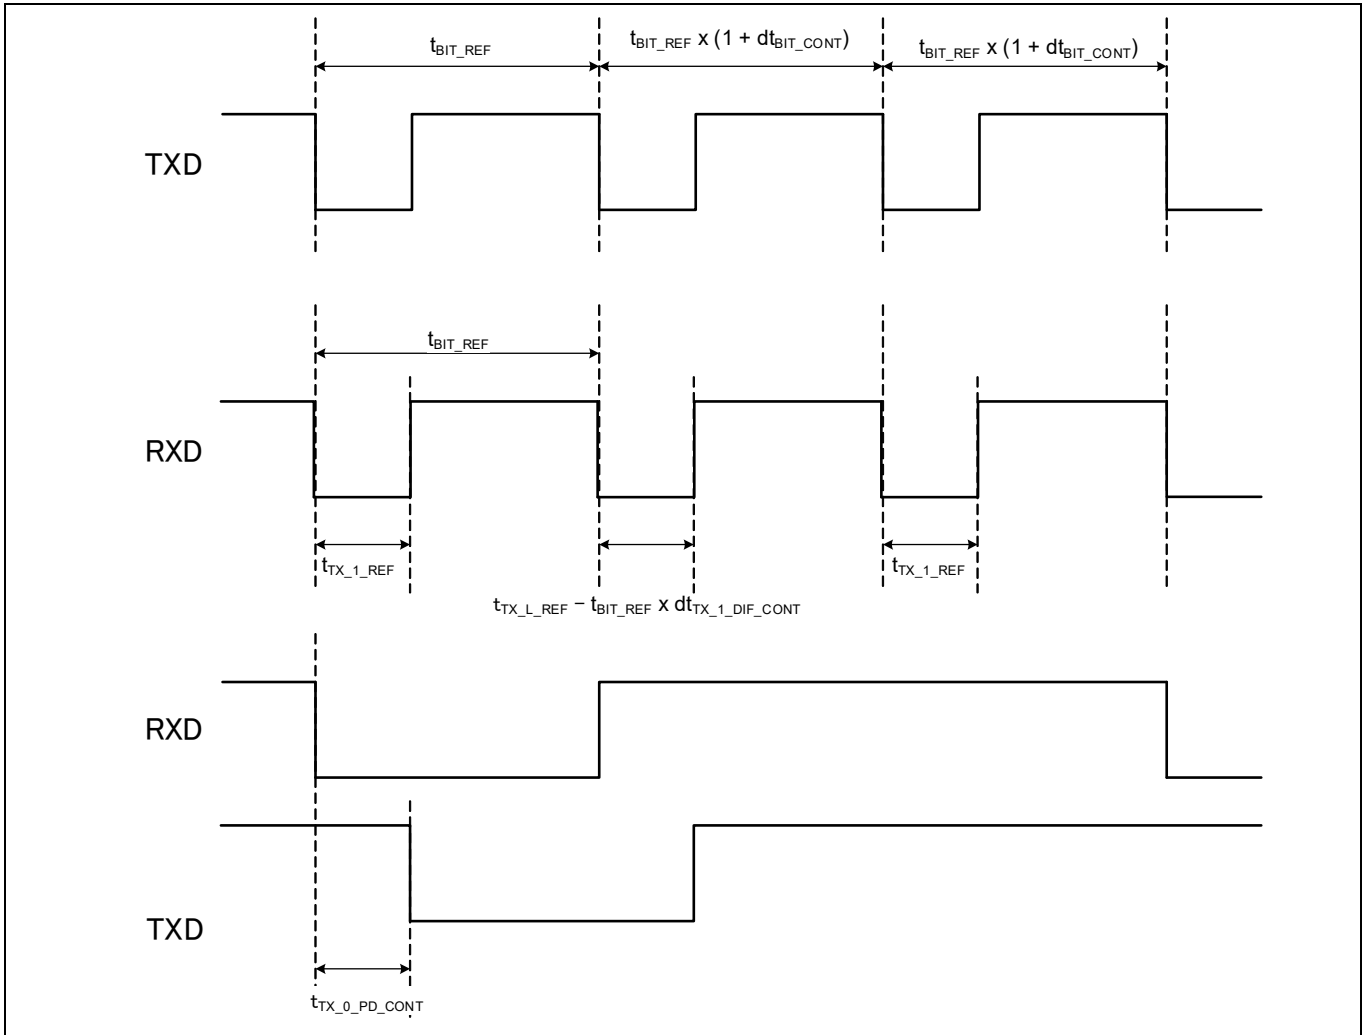 tBIT_REF
tBIT_REF x (1 + dtBIT_CONT)
tBIT_REF x (1 + dtBIT_CONT)
TXD
tBIT_REF
RXD
tTX_1_REF
tTX_1_REF
tTX_L_REF − tBIT_REF x dtTX_1_DIF_CONT
RXD
TXD
tTX_0_PD_CONT